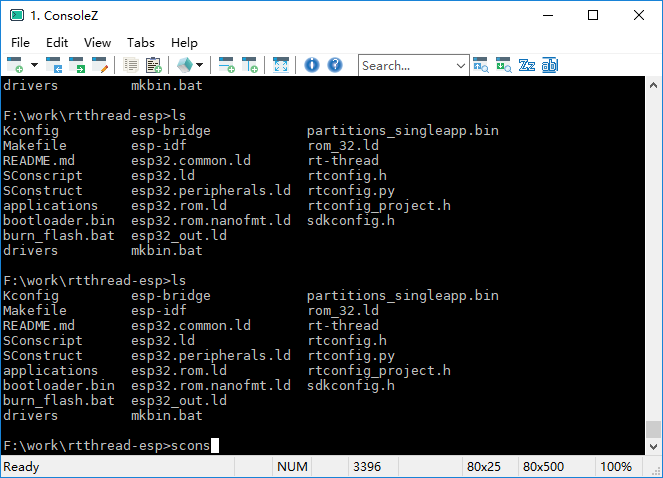 1. ConsoleZ
File Edit View Tabs Help
Search... Zz ab
drivers mkbin.bat
F:\work\rtthread-esp>ls
Kconfig esp-bridge partitions_singleapp.bin
Makefile esp-idf rom_32.ld
README.md esp32.common.ld rt-thread
SConscript esp32.ld rtconfig.h
SConstruct esp32.peripherals.ld rtconfig.py
applications esp32.rom.ld rtconfig_project.h
bootloader.bin esp32.rom.nanofmt.ld sdkconfig.h
burn_flash.bat esp32_out.ld
drivers mkbin.bat
F:\work\rtthread-esp>ls
Kconfig esp-bridge partitions_singleapp.bin
Makefile esp-idf rom_32.ld
README.md esp32.common.ld rt-thread
SConscript esp32.ld rtconfig.h
SConstruct esp32.peripherals.ld rtconfig.py
applications esp32.rom.ld rtconfig_project.h
bootloader.bin esp32.rom.nanofmt.ld sdkconfig.h
burn_flash.bat esp32_out.ld
drivers mkbin.bat
F:\work\rtthread-esp>scons
Ready NUM 3396 80x25 80x500 100%